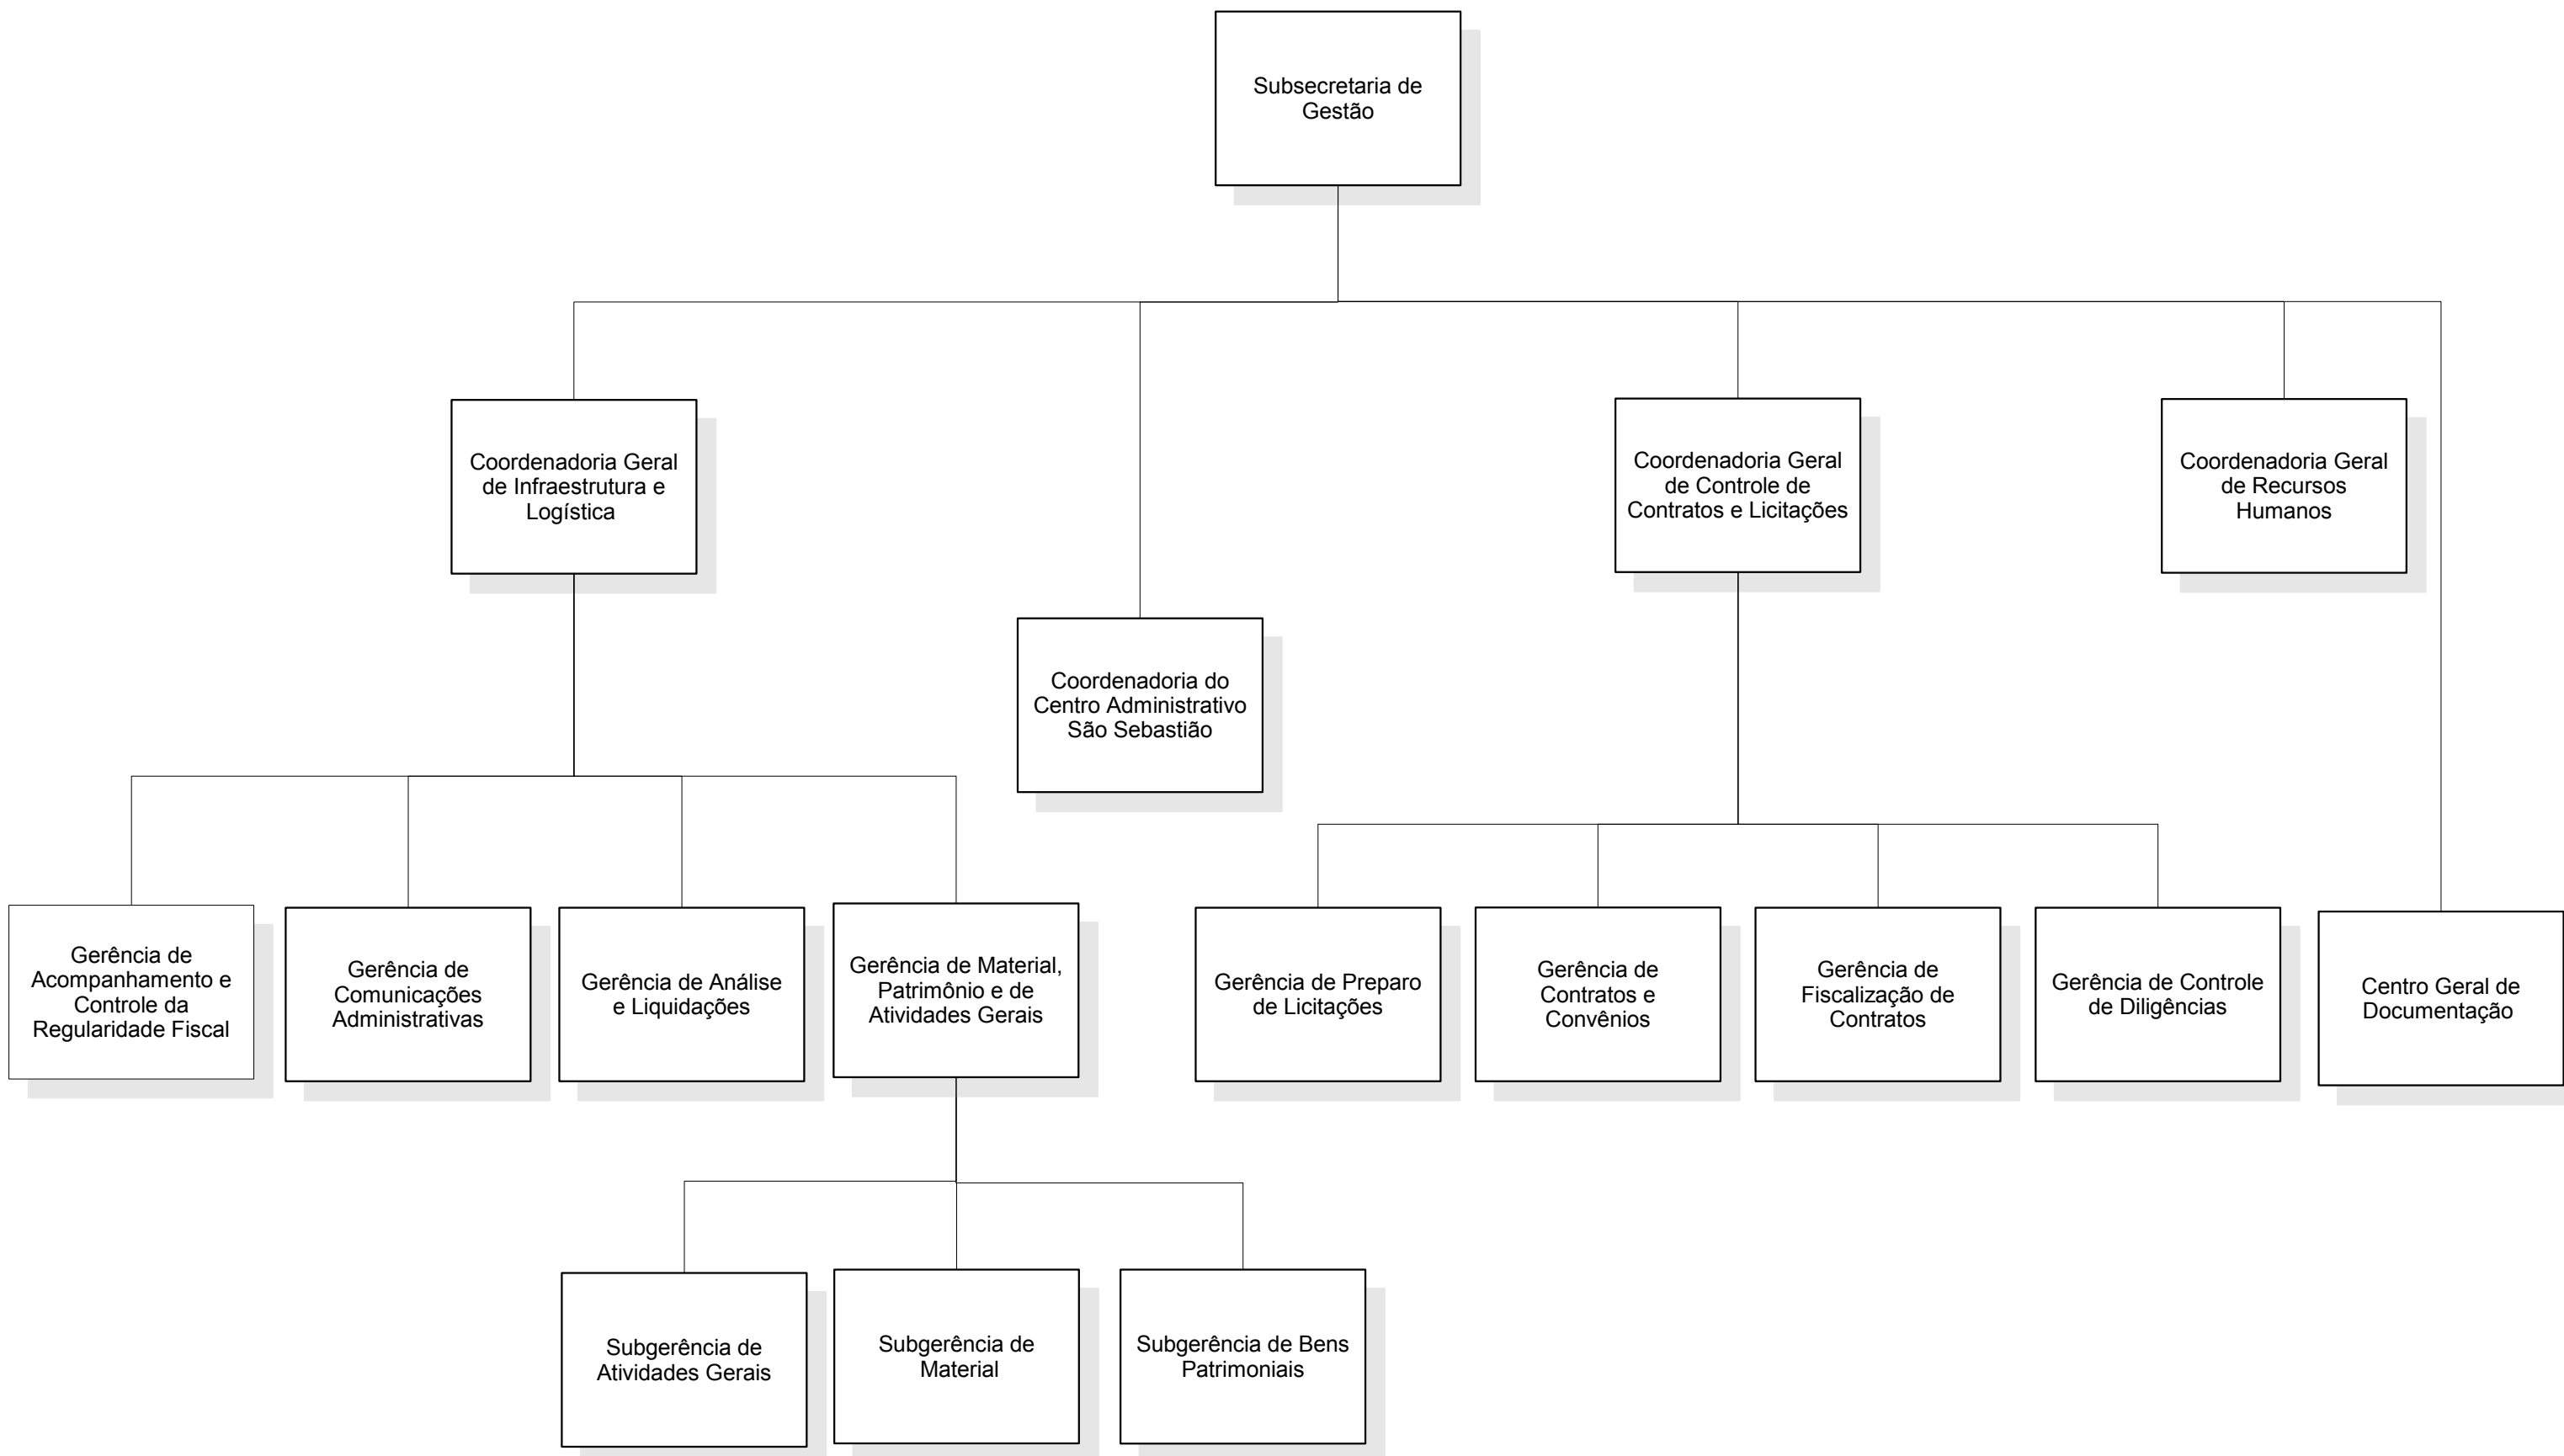 Subsecretaria de
Gestão
Coordenadoria Geral
de Infraestrutura e
Logística
Coordenadoria Geral
de Controle de
Contratos e Licitações
Coordenadoria Geral
de Recursos
Humanos
Coordenadoria do
Centro Administrativo
São Sebastião
Gerência de
Acompanhamento e
Controle da
Regularidade Fiscal
Gerência de
Comunicações
Administrativas
Gerência de Análise
e Liquidações
Gerência de Material,
Patrimônio e de
Atividades Gerais
Gerência de Preparo
de Licitações
Gerência de
Contratos e
Convênios
Gerência de
Fiscalização de
Contratos
Gerência de Controle
de Diligências
Centro Geral de
Documentação
Subgerência de
Atividades Gerais
Subgerência de
Material
Subgerência de Bens
Patrimoniais